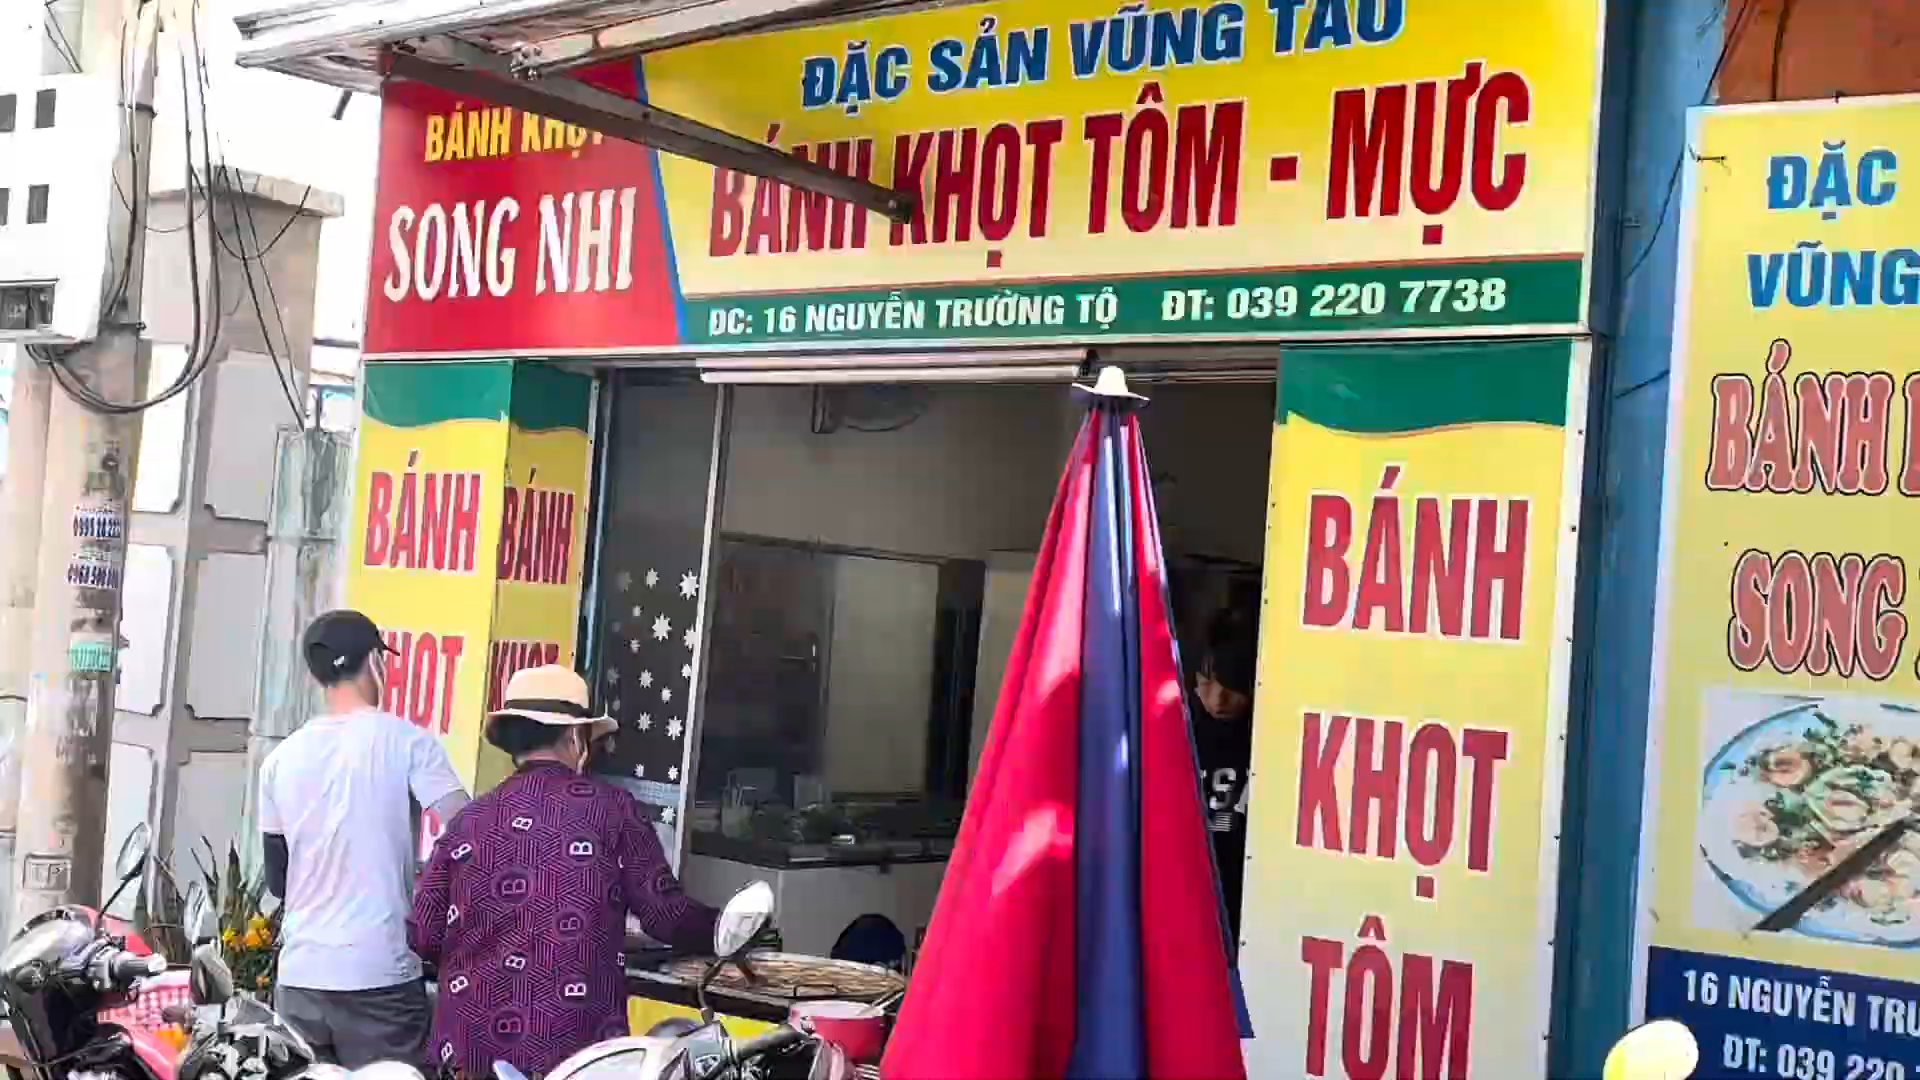 ĐẶC SẢN VŨNG TÀU
BÁNH KHỌT
SONG NHI
BÁNH KHỌT TÔM - MỰC
ĐC: 16 NGUYỄN TRƯỜNG TỘ ĐT: 039 220 7738
BÁNH
KHỌT
BÁNH
KHỌT
BÁNH
KHỌT
TÔM
ĐẶC
VŨNG
BÁNH
SONG
16 NGUYỄN TRƯ
ĐT: 039 220